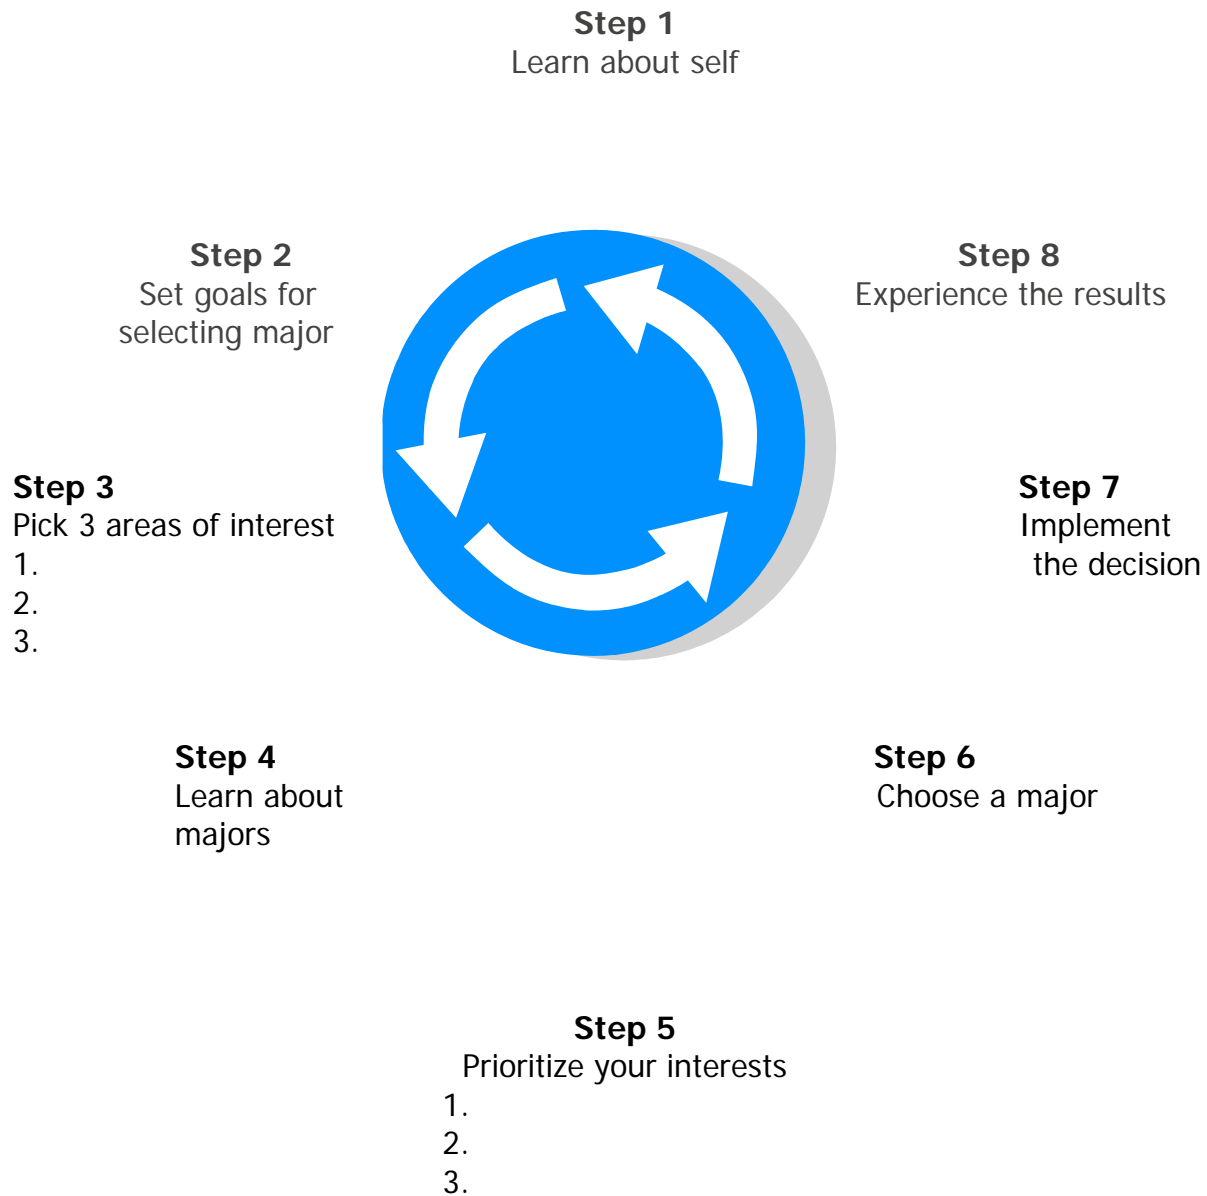 Step 1
Learn about self
Step 2
Set goals for
selecting major
Step 8
Experience the results
Step 3
Pick 3 areas of interest
1.
2.
3.
Step 7
Implement
the decision
Step 4
Learn about
majors
Step 6
Choose a major
Step 5
Prioritize your interests
1.
2.
3.